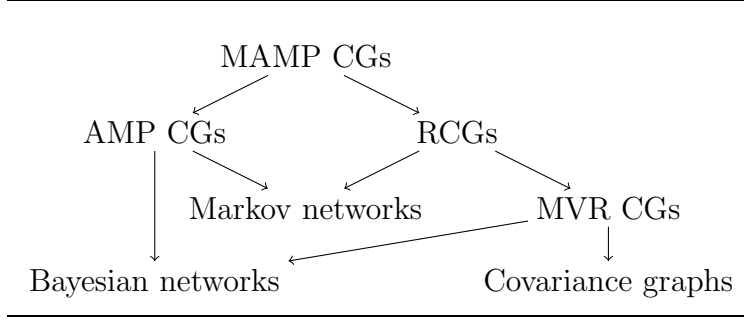 MAMP CGs
AMP CGs
RCGs
Markov networks
MVR CGs
Bayesian networks
Covariance graphs